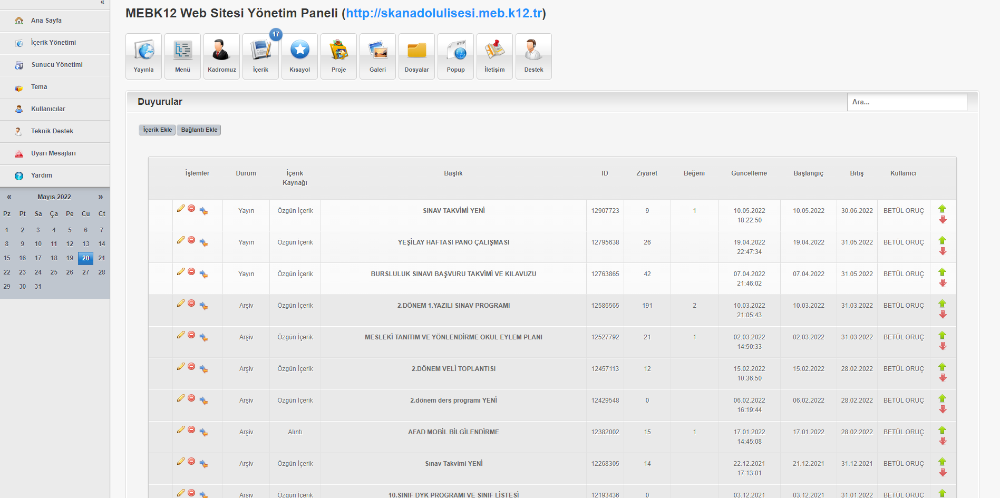 «
Ana Sayfa
İçerik Yönetimi
Sunucu Yönetimi
Tema
Kullanıcılar
Teknik Destek
Uyarı Mesajları
Yardım
« Mayıs 2022 »
Pz Pt Sa Ça Pe Cu Ct
1 2 3 4 5 6 7
8 9 10 11 12 13 14
15 16 17 18 19 20 21
22 23 24 25 26 27 28
29 30 31
MEBK12 Web Sitesi Yönetim Paneli (http://skanadolulisesi.meb.k12.tr)
17
HTTP
Yayınla Menü Kadromuz İçerik Kısayol Proje Galeri Dosyalar Popup İletişim Destek
Duyurular Ara...
İçerik Ekle Bağlantı Ekle
İşlemler Durum İçerik Başlık ID Ziyaret Beğeni Güncelleme Başlangıç Bitiş Kullanıcı
Kaynağı
Yayın Özgün İçerik SINAV TAKVİMİ YENİ 12907723 9 1 10.05.2022 10.05.2022 30.06.2022 BETÜL ORUÇ
18:22:50
Yayın Özgün İçerik YEŞİLAY HAFTASI PANO ÇALIŞMASI 12795638 26 19.04.2022 19.04.2022 31.05.2022 BETÜL ORUÇ
22:47:34
Yayın Özgün İçerik BURSLULUK SINAVI BAŞVURU TAKVİMİ VE KILAVUZU 12763865 42 07.04.2022 07.04.2022 31.05.2022 BETÜL ORUÇ
21:46:02
Arşiv Özgün İçerik 2.DÖNEM 1.YAZILI SINAV PROGRAMI 12586565 191 2 10.03.2022 10.03.2022 31.03.2022 BETÜL ORUÇ
21:05:43
Arşiv Özgün İçerik MESLEKİ TANITIM VE YÖNLENDİRME OKUL EYLEM PLANI 12527792 21 1 02.03.2022 02.03.2022 31.03.2022 BETÜL ORUÇ
14:50:33
Arşiv Özgün İçerik 2.DÖNEM VELİ TOPLANTISI 12457113 12 15.02.2022 15.02.2022 28.02.2022 BETÜL ORUÇ
10:36:50
Arşiv Özgün İçerik 2.dönem ders programı YENİ 12429548 0 06.02.2022 06.02.2022 28.02.2022 BETÜL ORUÇ
16:19:44
Arşiv Alıntı AFAD MOBİL BİLGİLENDİRME 12382002 15 1 17.01.2022 17.01.2022 28.02.2022 BETÜL ORUÇ
14:45:08
Arşiv Özgün İçerik Sınav Takvimi YENİ 12268305 14 22.12.2021 21.12.2021 31.12.2021 BETÜL ORUÇ
17:13:01
Arşiv Özgün İçerik 10.SINIF DYK PROGRAMI VE SINIF LİSTESİ 12193436 0 03.12.2021 03.12.2021 31.01.2022 BETÜL ORUÇ